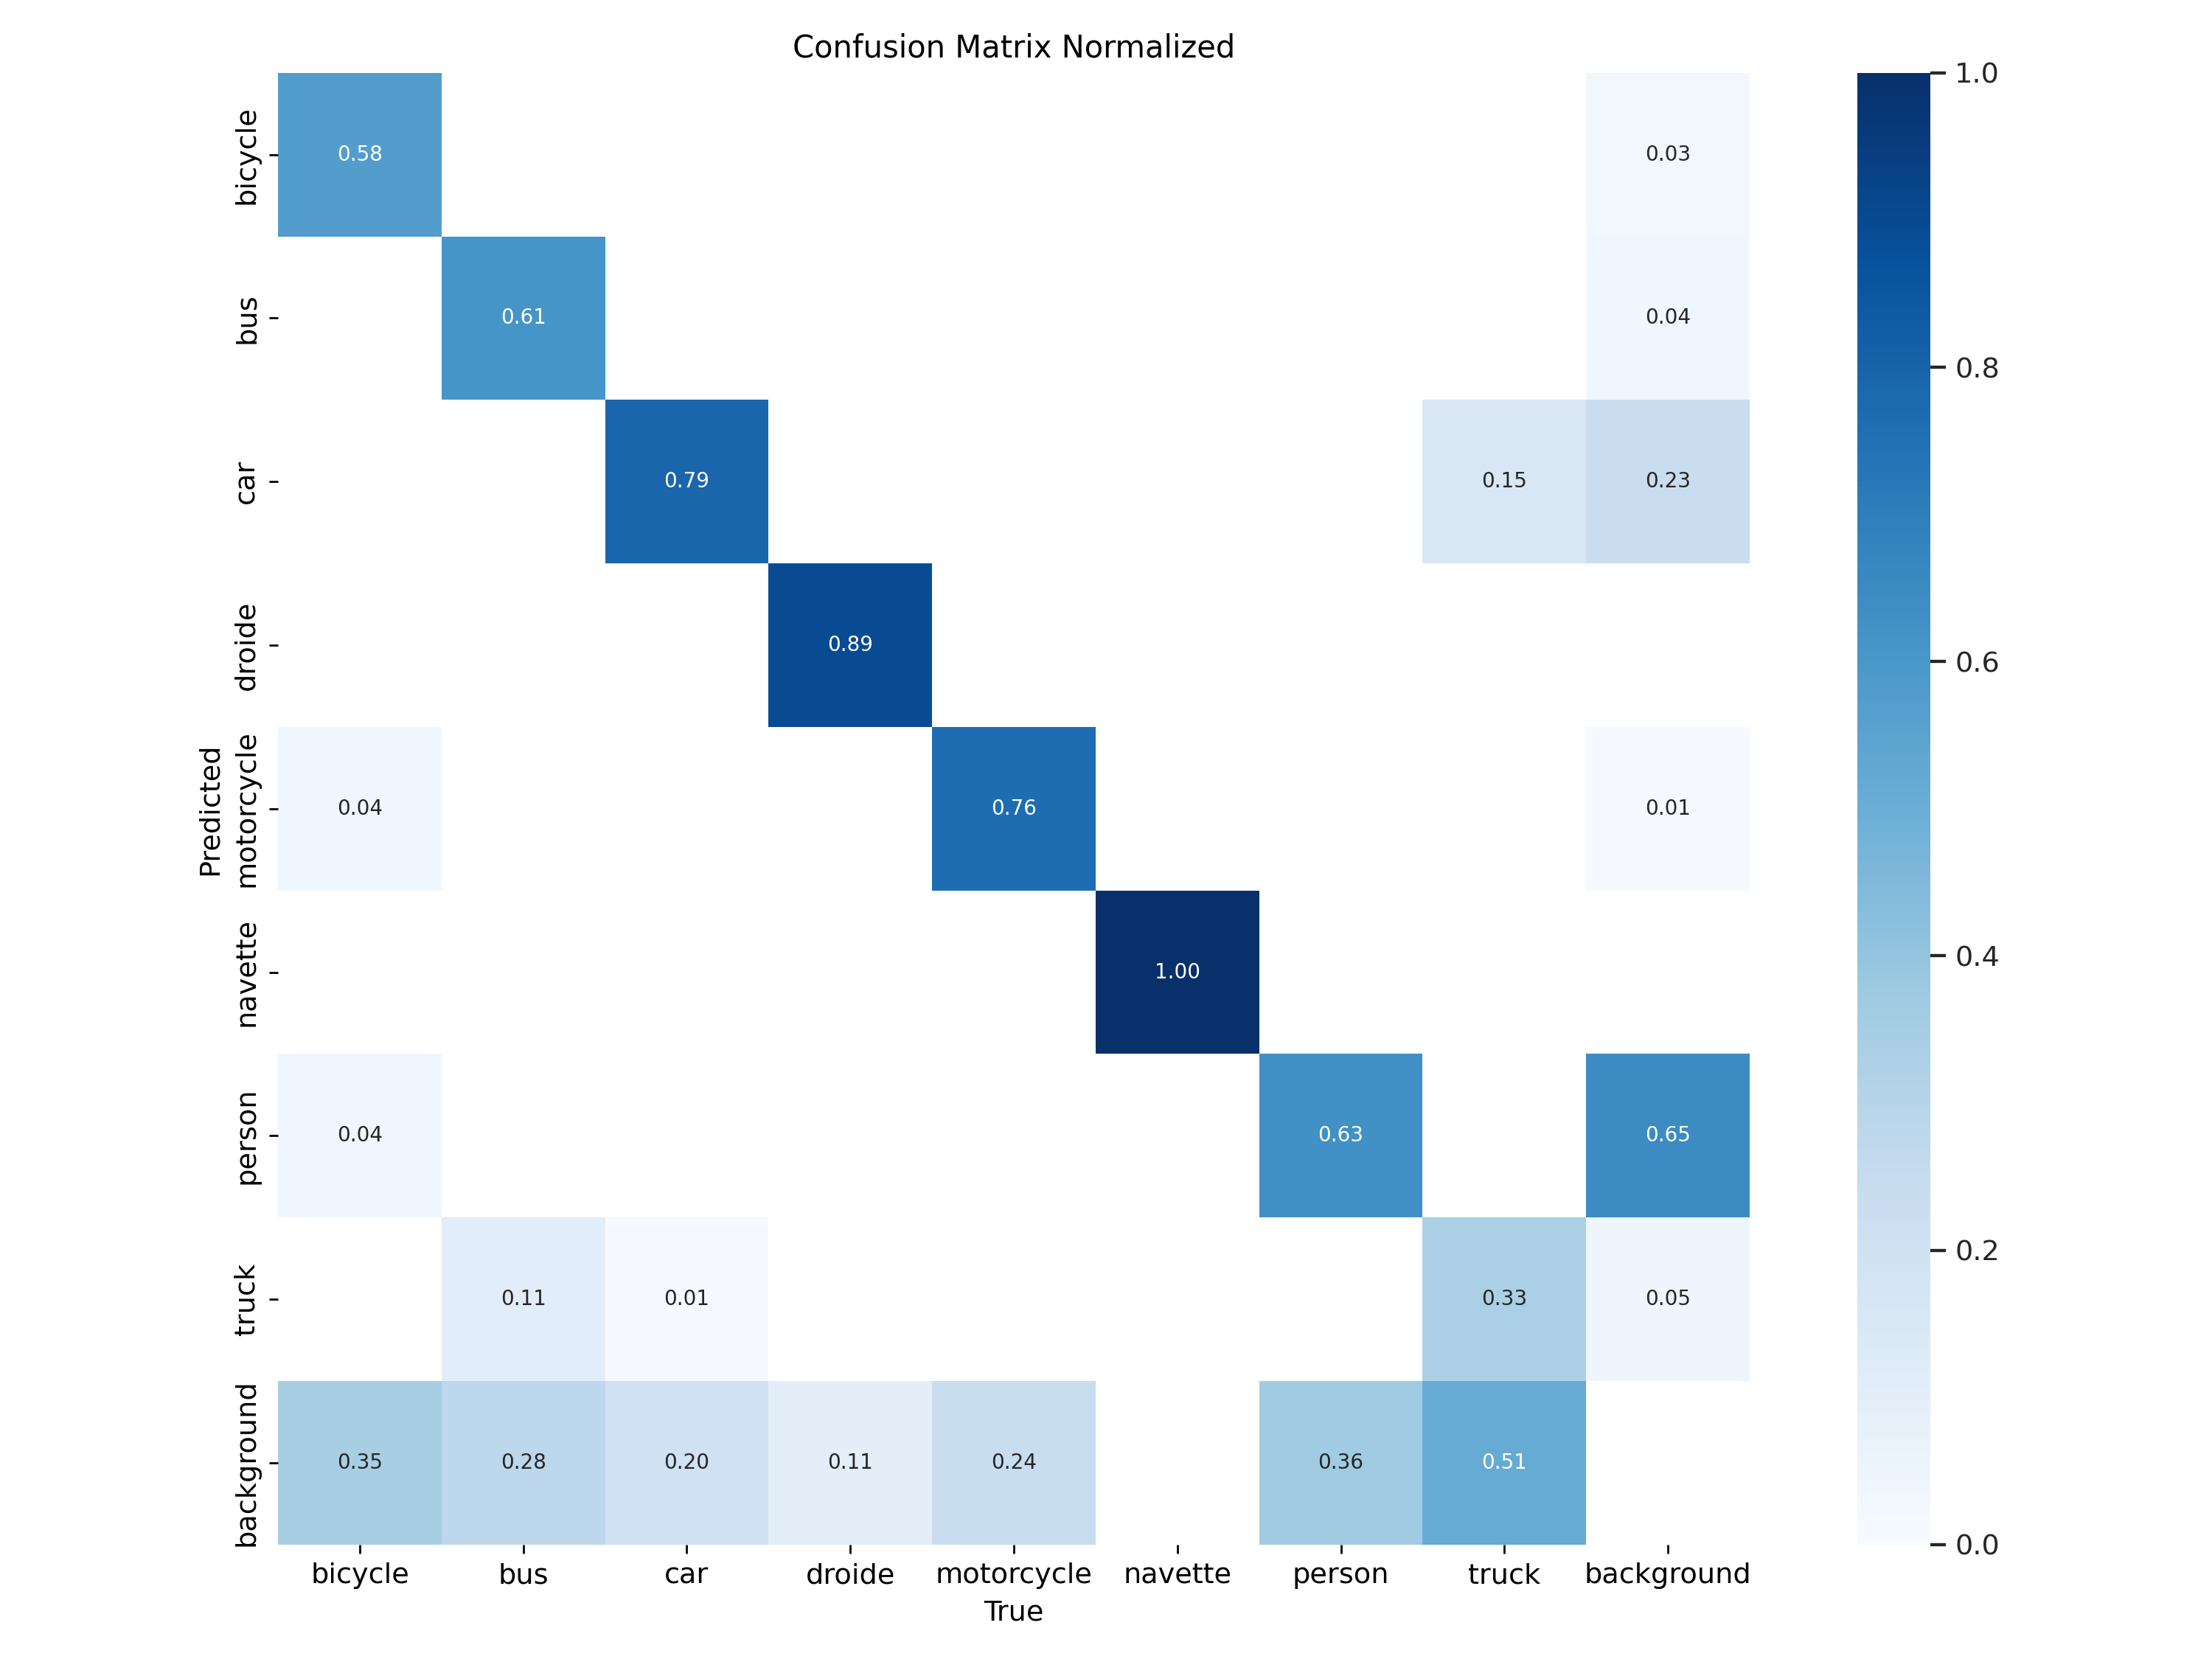 Confusion Matrix Normalized
bicycle
0.58
0.03
1.0
bus
0.61
0.04
0.8
car
0.79
0.15
0.23
droide
0.89
0.6
Predicted
motorcycle
0.04
0.76
0.01
navette
1.00
0.4
person
0.04
0.63
0.65
truck
0.11
0.01
0.33
0.05
0.2
background
0.35
0.28
0.20
0.11
0.24
0.36
0.51
0.0
bicycle bus car droide motorcycle navette person truck background
True